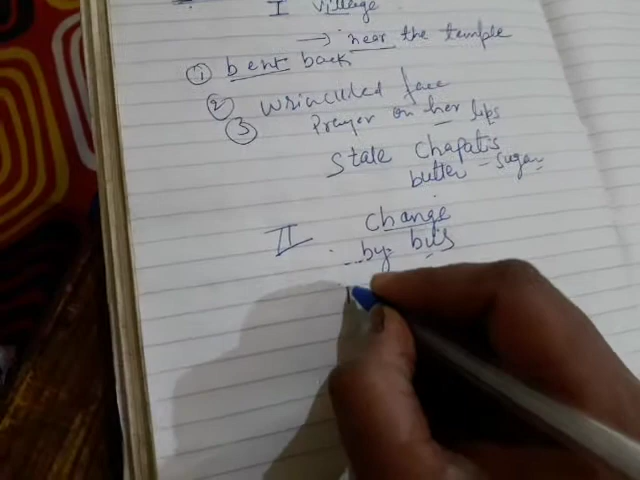 I Village
→ near the temple
① bent back
② Wrinculed face
③ Prayer on her lips
Stale Chapatis
butter - sugar
II. Change
by bus